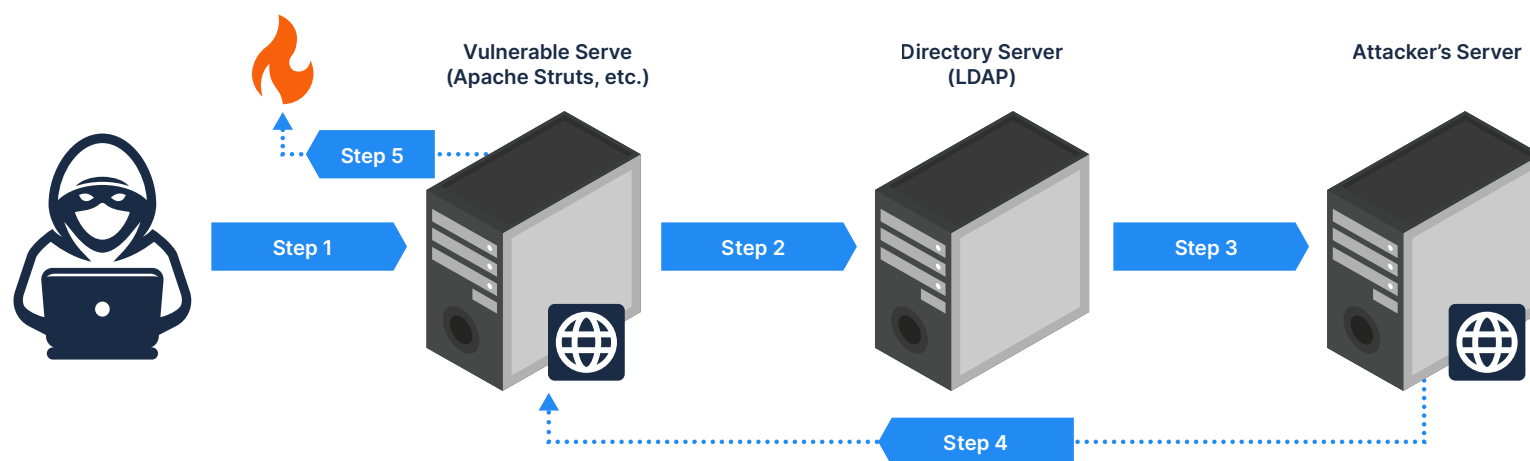 Vulnerable Serve
(Apache Struts, etc.)
Directory Server
(LDAP)
Attacker’s Server
Step 5
Step 1
Step 2
Step 3
Step 4